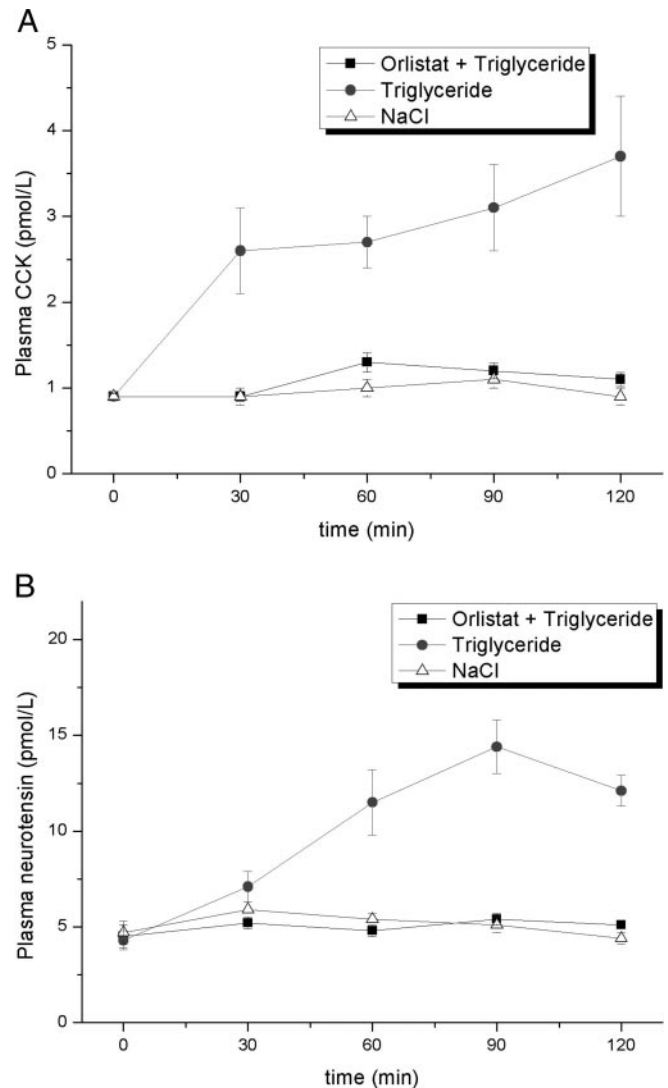 A
Plasma CCK (pmol/L)
5
4
3
2
1
0
Orlistat + Triglyceride
Triglyceride
NaCl
0 30 60 90 120
time (min)
B
Plasma neurotensin (pmol/L)
20
15
10
5
0
Orlistat + Triglyceride
Triglyceride
NaCl
0 30 60 90 120
time (min)